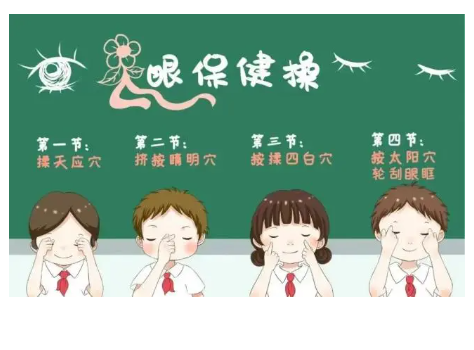 眼保健操
第一节：
揉天应穴
第二节：
挤按睛明穴
第三节：
按揉四白穴
第四节：
按太阳穴
轮刮眼眶